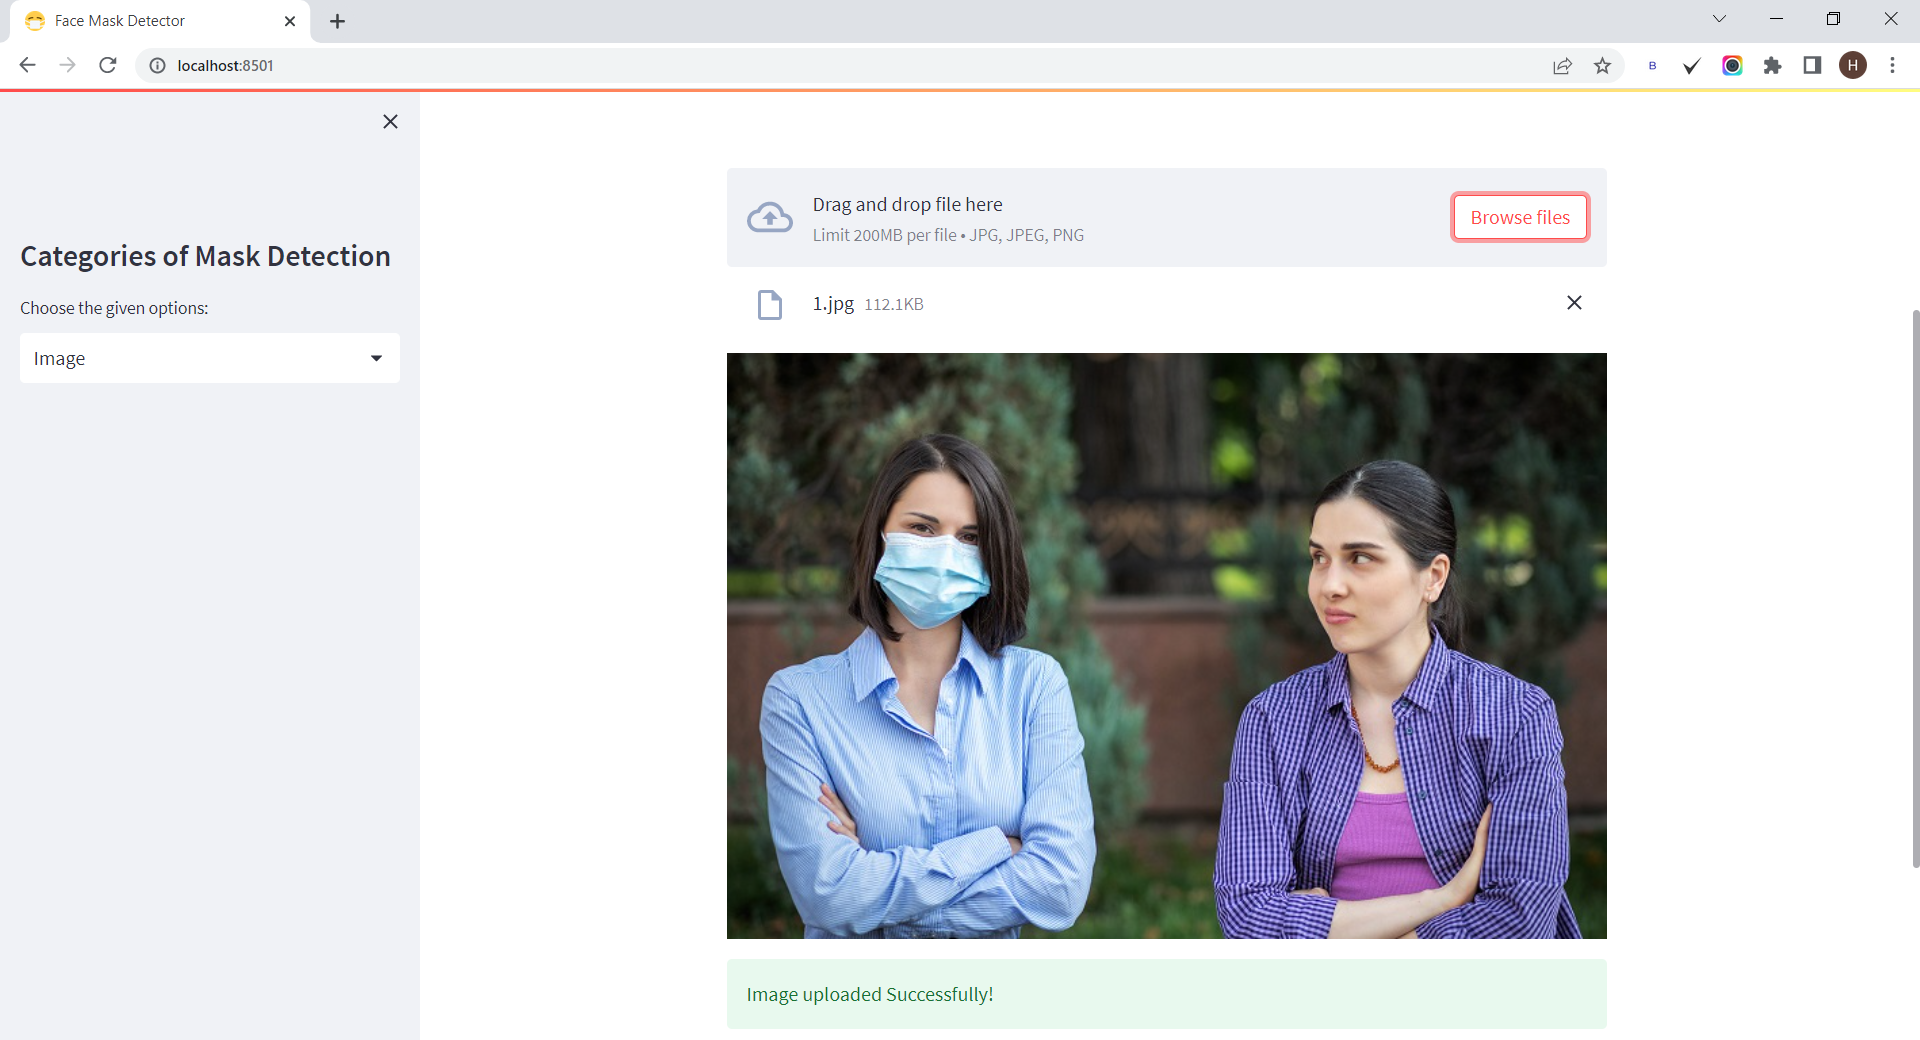 Face Mask Detector
localhost:8501
B
H
Categories of Mask Detection
Choose the given options:
Image
Drag and drop file here
Limit 200MB per file • JPG, JPEG, PNG
Browse files
1.jpg 112.1KB
Image uploaded Successfully!